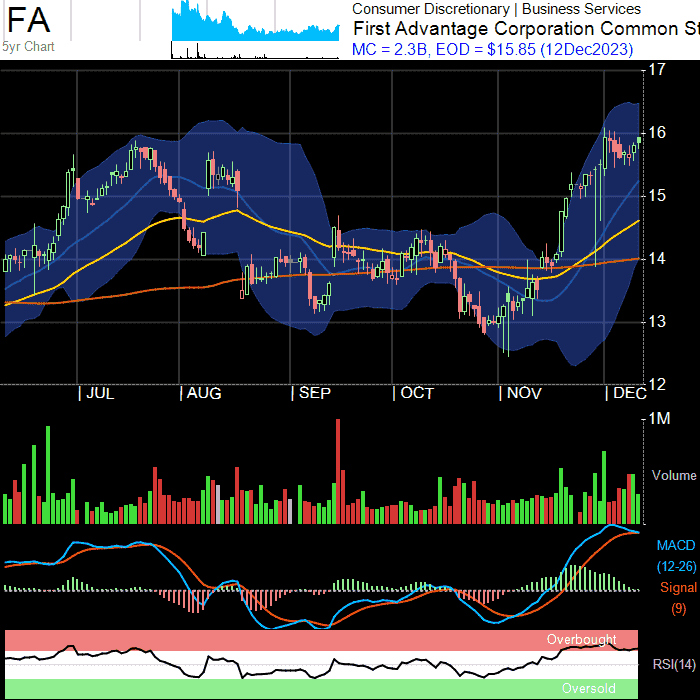 FA
5yr Chart
Consumer Discretionary | Business Services
First Advantage Corporation Common St
MC = 2.3B, EOD = $15.85 (12Dec2023)
17
16
15
14
13
12
JUL AUG SEP OCT NOV DEC
1M
Volume
MACD
(12-26)
Signal
(9)
Overbought
RSI(14)
Oversold